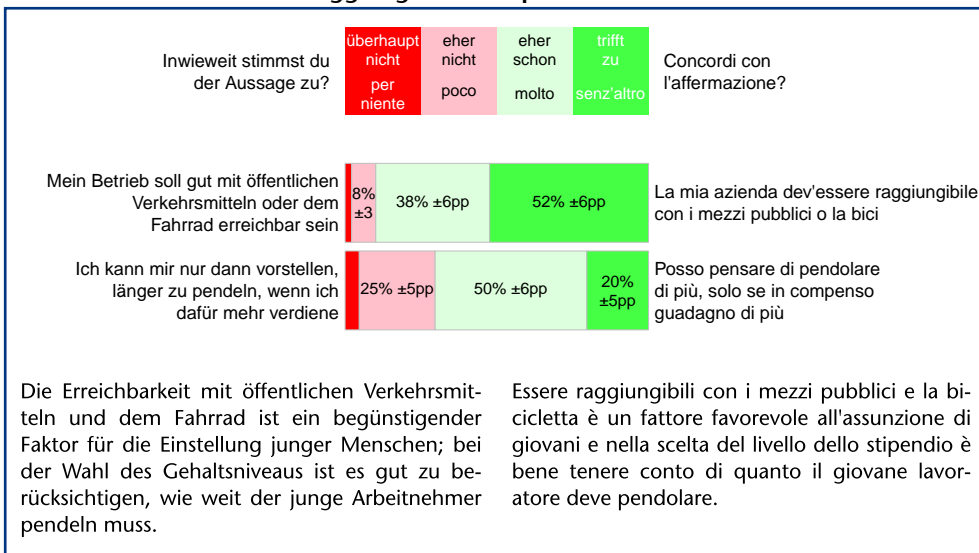 Inwieweit stimmst du
der Aussage zu?
überhaupt
nicht
per
niente
eher
nicht
poco
eher
schon
molto
trifft
zu
senz'altro
Concordi con
l'affermazione?
Mein Betrieb soll gut mit öffentlichen
Verkehrsmitteln oder dem
Fahrrad erreichbar sein
8%
±3
38% ±6pp
52% ±6pp
La mia azienda dev'essere raggiungibile
con i mezzi pubblici o la bici
Ich kann mir nur dann vorstellen,
länger zu pendeln, wenn ich
dafür mehr verdiene
25% ±5pp
50% ±6pp
20%
±5pp
Posso pensare di pendolare
di più, solo se in compenso
guadagno di più
Die Erreichbarkeit mit öffentlichen Verkehrsmit-
teln und dem Fahrrad ist ein begünstigender
Faktor für die Einstellung junger Menschen; bei
der Wahl des Gehaltsniveaus ist es gut zu be-
rücksichtigen, wie weit der junge Arbeitnehmer
pendeln muss.
Essere raggiungibili con i mezzi pubblici e la bi-
cicletta è un fattore favorevole all'assunzione di
giovani e nella scelta del livello dello stipendio è
bene tenere conto di quanto il giovane lavor-
atore deve pendolare.